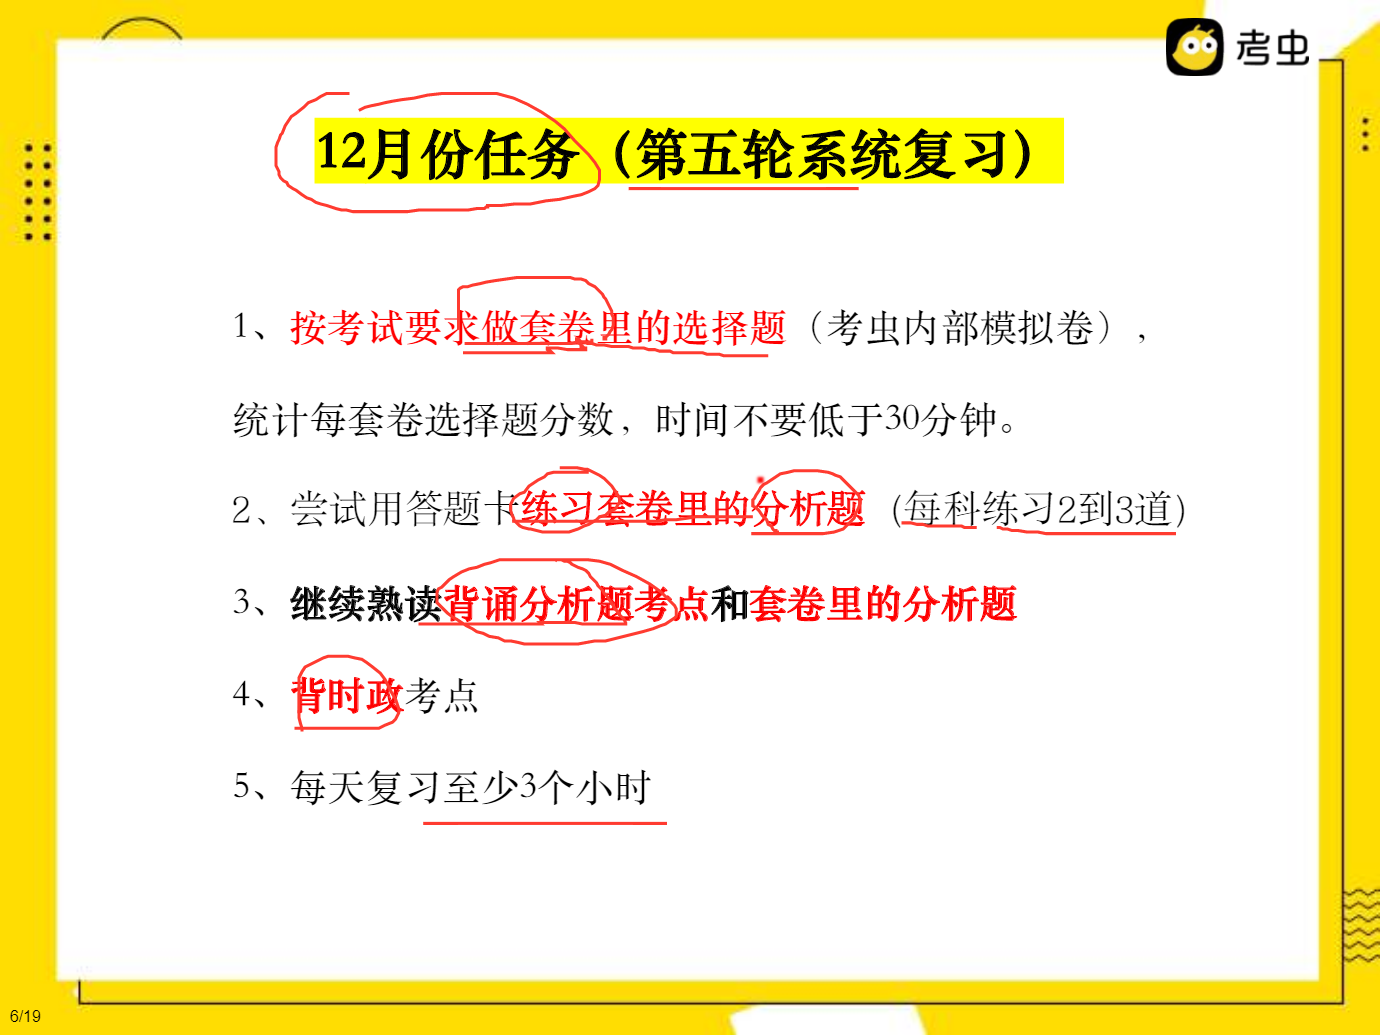 考虫
12月份任务（第五轮系统复习）
1、按考试要求做套卷里的选择题（考虫内部模拟卷），
统计每套卷选择题分数，时间不要低于30分钟。
2、尝试用答题卡练习套卷里的分析题（每科练习2到3道）
3、继续熟读背诵分析题考点和套卷里的分析题
4、背时政考点
5、每天复习至少3个小时
6/19